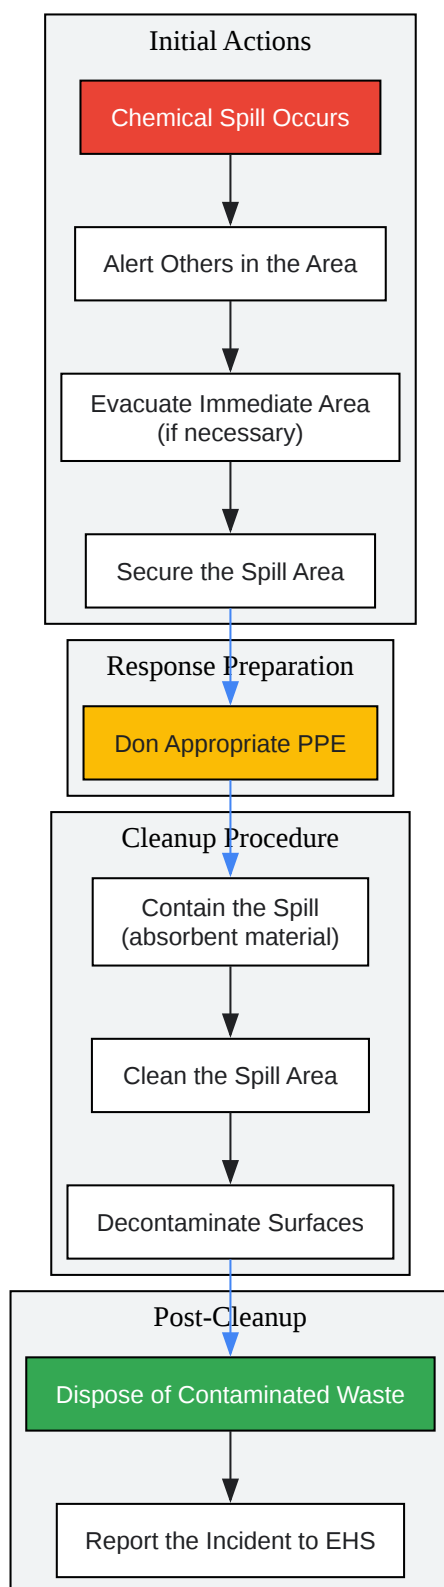 Initial Actions
Chemical Spill Occurs
Alert Others in the Area
Evacuate Immediate Area
(if necessary)
Secure the Spill Area
Response Preparation
Don Appropriate PPE
Cleanup Procedure
Contain the Spill
(absorbent material)
Clean the Spill Area
Decontaminate Surfaces
Post-Cleanup
Dispose of Contaminated Waste
Report the Incident to EHS